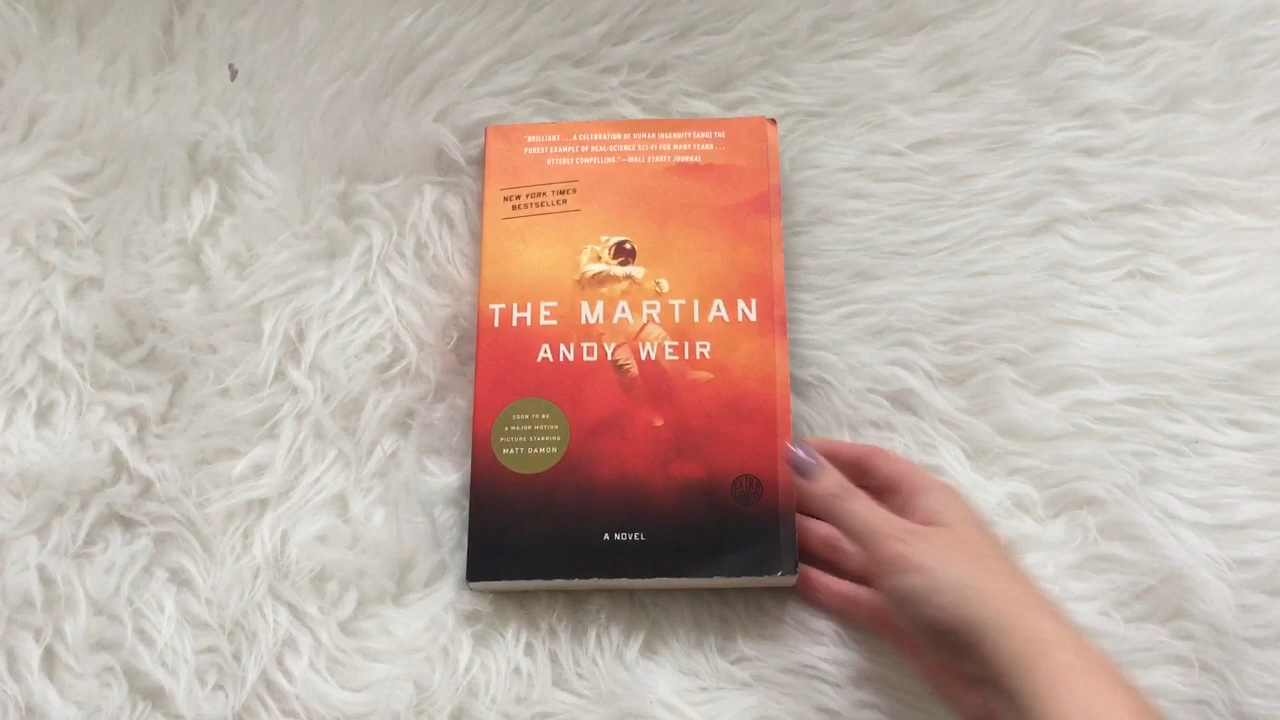 "BRILLIANT...A CELEBRATION OF HUMAN INGENUITY [AND] THE
PUREST EXAMPLE OF REAL-SCIENCE SCI-FI FOR MANY YEARS...
UTTERLY COMPELLING."—WALL STREET JOURNAL
NEW YORK TIMES
BESTSELLER
THE MARTIAN
ANDY WEIR
SOON TO BE
A MAJOR MOTION
PICTURE STARRING
MATT DAMON
EXTRA
LIBRIS
A NOVEL